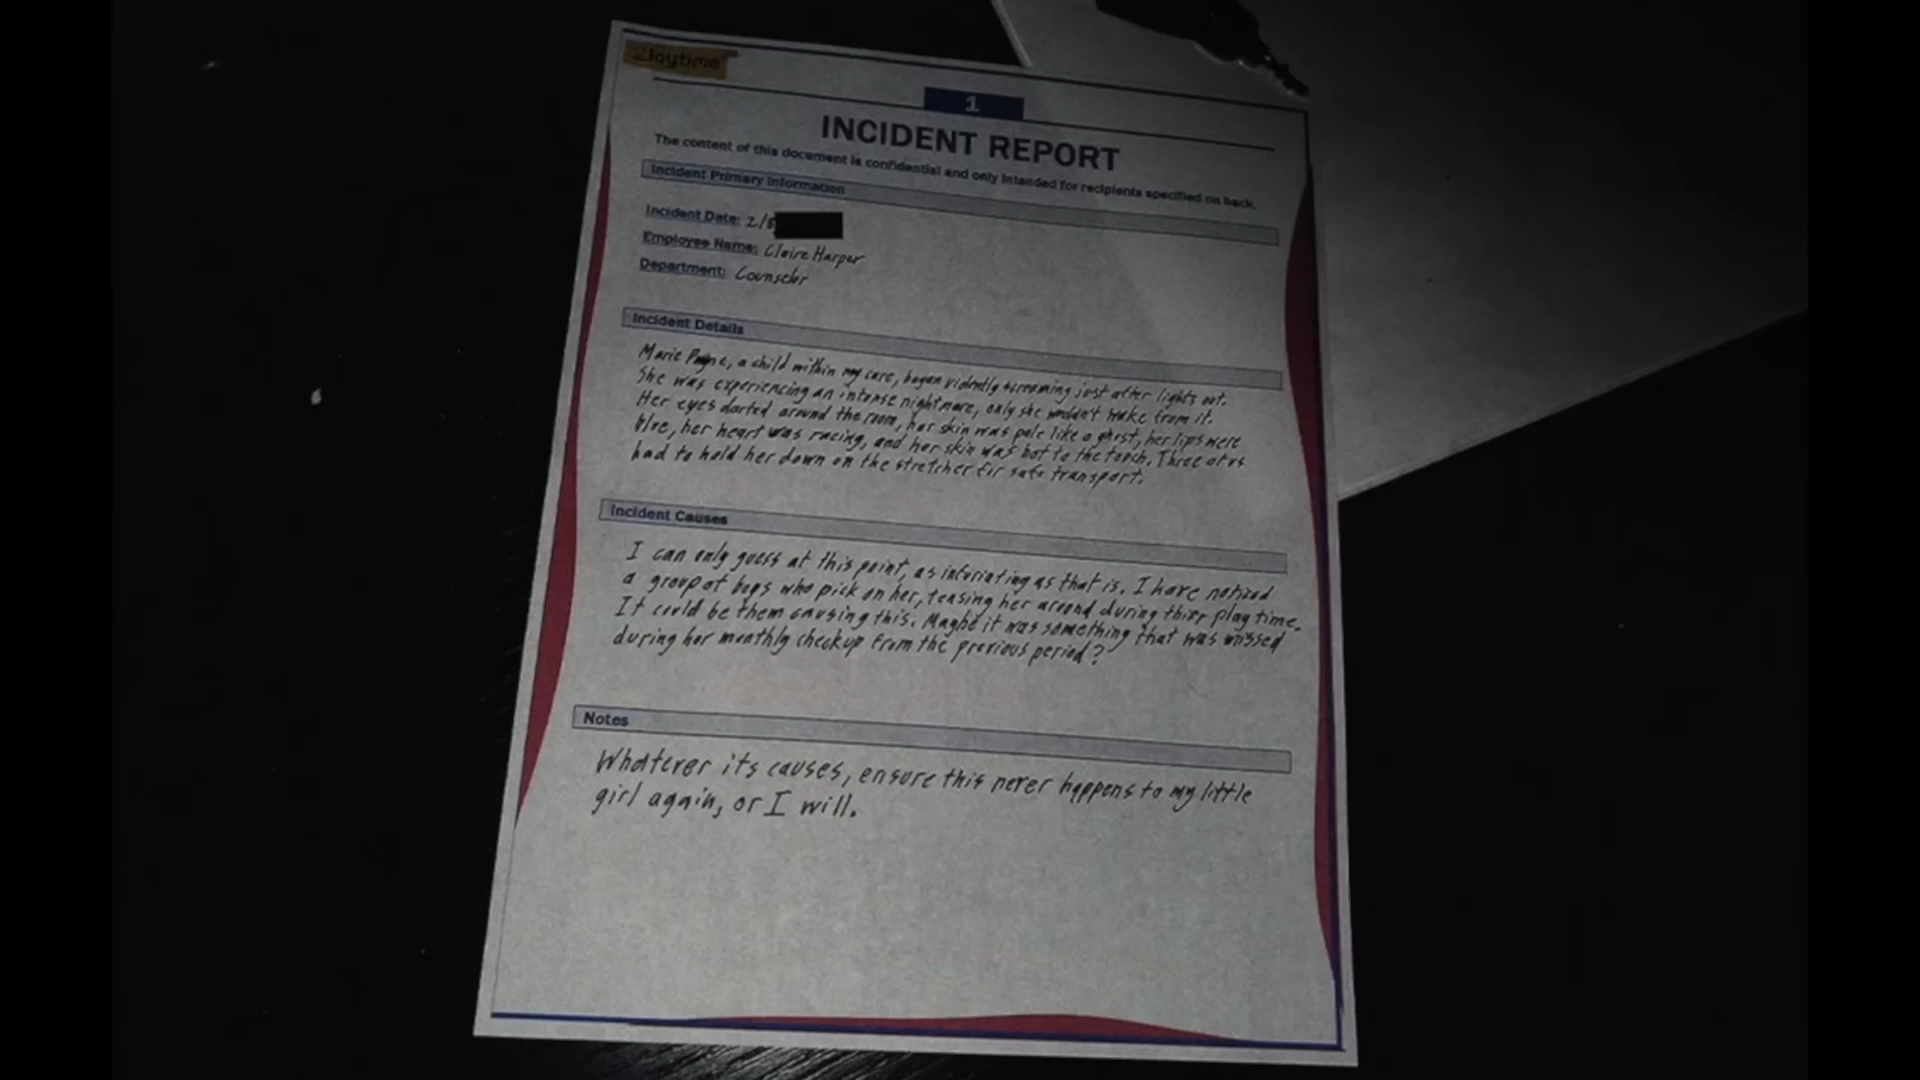 Playtime
1
INCIDENT REPORT
The content of this document is confidential and only intended for recipients specified on back.
Incident Primary Information
Incident Date: 2/8
Employee Name: Claire Harper
Department: Counselor
Incident Details
Marie Payne, a child within my care, began violently screaming just after lights out.
She was experiencing an intense nightmare, only she wouldn't wake from it.
Her eyes darted around the room, her skin was pale like a ghost, her lips were
blue, her heart was racing, and her skin was hot to the touch. Three of us
had to hold her down on the stretcher for safe transport.
Incident Causes
I can only guess at this point, as infuriating as that is. I have noticed
a group of boys who pick on her, teasing her around during thier play time.
It could be them causing this. Maybe it was something that was missed
during her monthly checkup from the previous period?
Notes
Whatever its causes, ensure this never happens to my little
girl again, or I will.